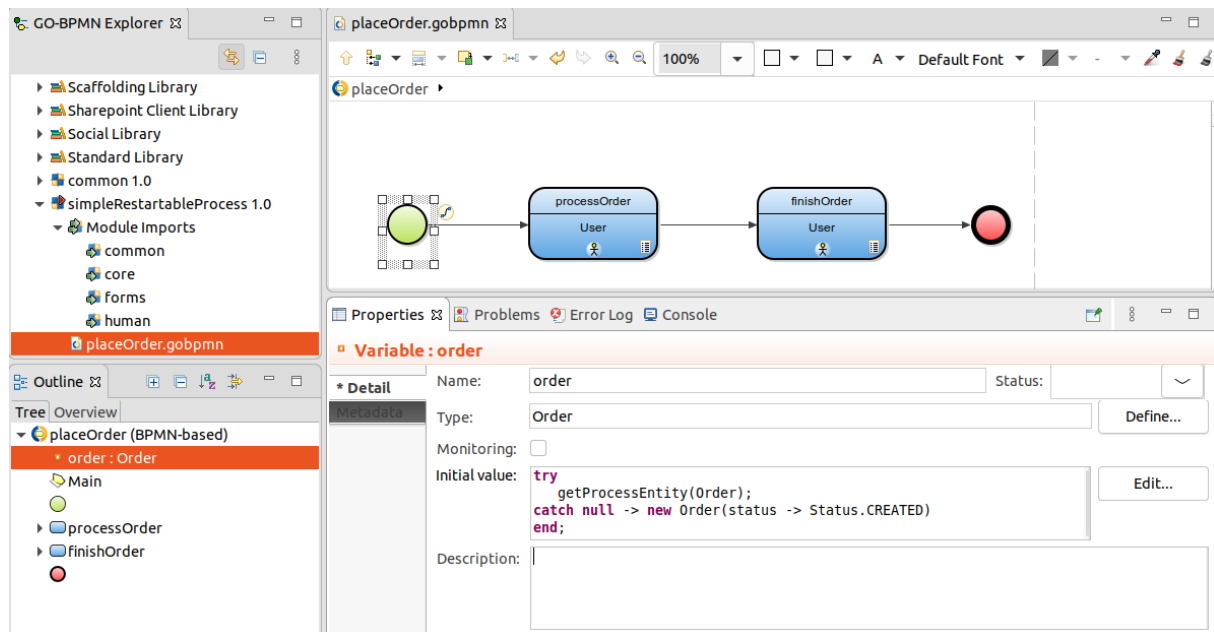 GO-BPMN Explorer
Scaffolding Library
Sharepoint Client Library
Social Library
Standard Library
common 1.0
simpleRestartableProcess 1.0
Module Imports
common
core
forms
human
placeOrder.gobpmn
Outline
Tree Overview
placeOrder (BPMN-based)
order : Order
Main
processOrder
finishOrder
placeOrder.gobpmn
100%
A
Default Font
placeOrder
processOrder
User
finishOrder
User
Properties Problems Error Log Console
Variable : order
* Detail
Metadata
Name: order Status:
Type: Order Define...
Monitoring:
Initial value: try
getProcessEntity(Order);
catch null -> new Order(status -> Status.CREATED)
end;
Edit...
Description: